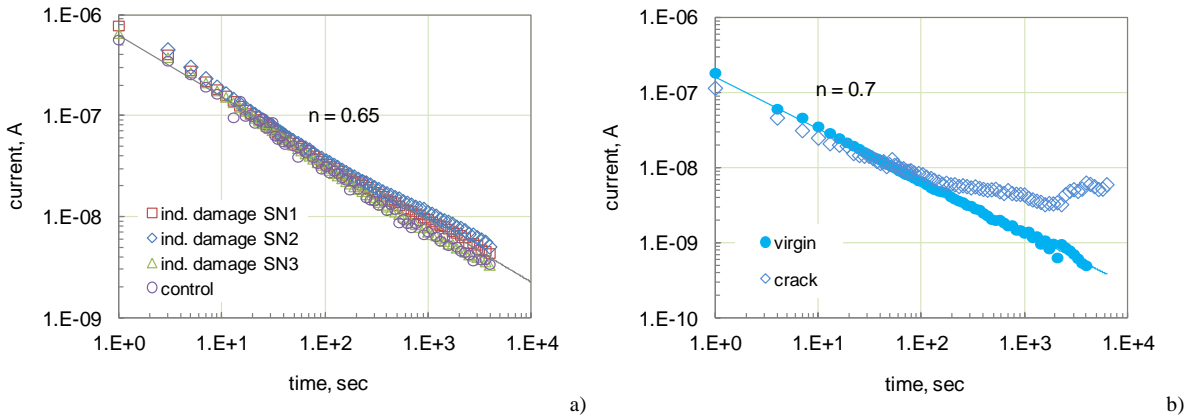 1.E-06
1.E-07
1.E-08
1.E-09
current, A
n = 0.65
ind. damage SN1
ind. damage SN2
ind. damage SN3
control
1.E+0
1.E+1
1.E+2
1.E+3
1.E+4
time, sec
a)
1.E-06
1.E-07
1.E-08
1.E-09
1.E-10
current, A
n = 0.7
virgin
crack
1.E+0
1.E+1
1.E+2
1.E+3
1.E+4
time, sec
b)